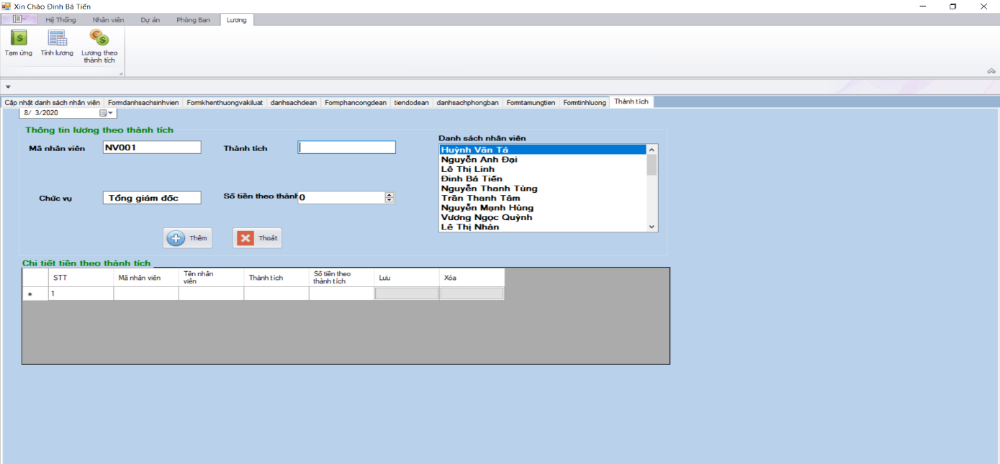 Xin Chào Đinh Bá Tiến
Hệ Thống Nhân viên Dự án Phòng Ban Lương
Tạm ứng Tính lương Lương theo thành tích
Cập nhật danh sách nhân viên Formdanhsachsinhvien Fomkhenthuongvakiluat danhsachdean Fomphancongdean tiendodean danhsachphongban Fomtamungtien Fomtinhluong Thành tích
8/ 3/2020
Thông tin lương theo thành tích
Mã nhân viên NV001 Thành tích
Chức vụ Tổng giám đốc Số tiền theo thành 0
Thêm Thoát
Danh sách nhân viên
Huỳnh Văn Tá
Nguyễn Anh Đại
Lê Thị Linh
Đinh Bá Tiến
Nguyễn Thanh Tùng
Trần Thanh Tâm
Nguyễn Mạnh Hùng
Vương Ngọc Quỳnh
Lê Thị Nhàn
Chi tiết tiền theo thành tích
STT Mã nhân viên Tên nhân viên Thành tích Số tiền theo thành tích Lưu Xóa
1